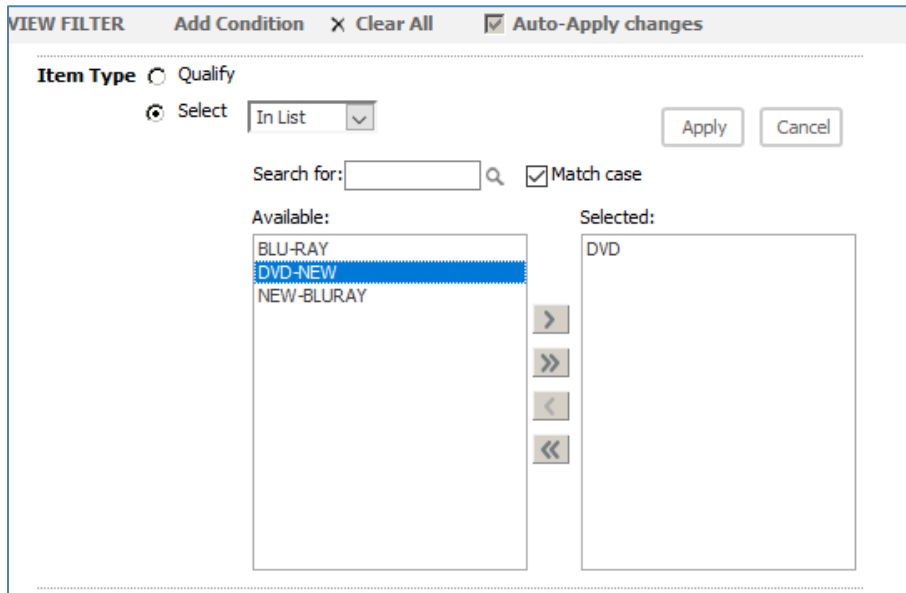 VIEW FILTER Add Condition X Clear All Auto-Apply changes
Item Type Qualify
Select In List
Apply Cancel
Search for: Match case
Available: Selected:
BLU-RAY DVD
DVD-NEW
NEW-BLURAY